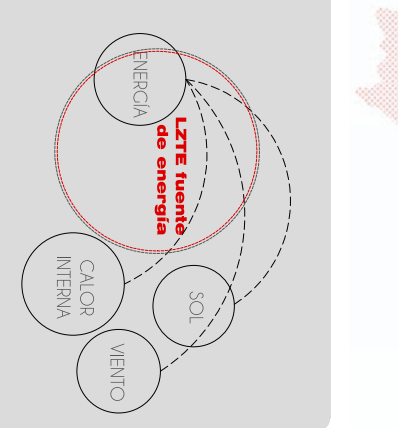 ENERGÍA
LZTE fuente
de energía
CALOR
INTERNA
SOL
VIENTO